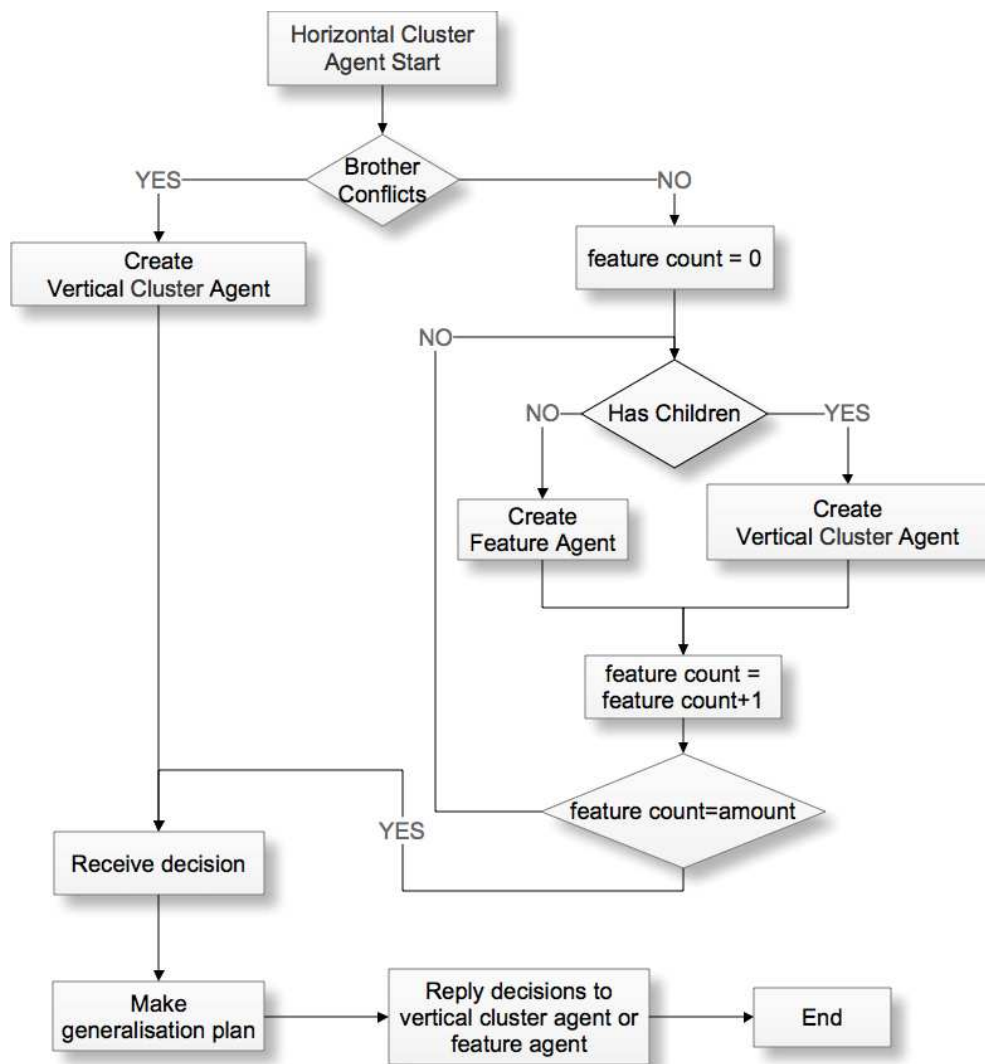 Horizontal Cluster
Agent Start
Brother
Conflicts
YES
NO
Create
Vertical Cluster Agent
feature count = 0
NO
Has Children
NO
YES
Create
Feature Agent
Create
Vertical Cluster Agent
feature count =
feature count+1
feature count=amount
YES
Receive decision
Make
generalisation plan
Reply decisions to
vertical cluster agent or
feature agent
End